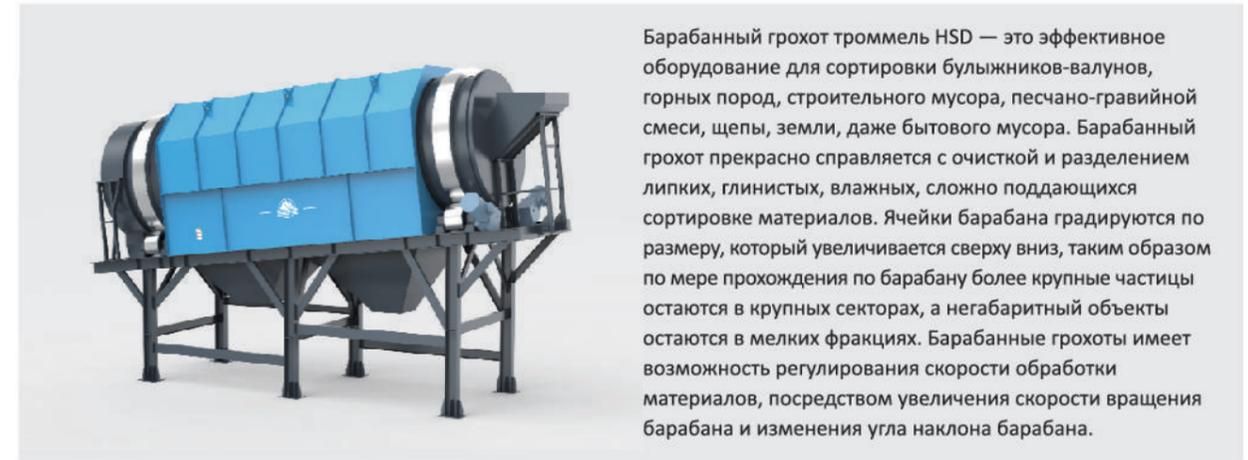 Барабанный грохот троммель HSD — это эффективное
оборудование для сортировки булыжников-валунов,
горных пород, строительного мусора, песчано-гравийной
смеси, щепы, земли, даже бытового мусора. Барабанный
грохот прекрасно справляется с очисткой и разделением
липких, глинистых, влажных, сложно поддающихся
сортировке материалов. Ячейки барабана градируются по
размеру, который увеличивается сверху вниз, таким образом
по мере прохождения по барабану более крупные частицы
остаются в крупных секторах, а негабаритный объекты
остаются в мелких фракциях. Барабанные грохоты имеет
возможность регулирования скорости обработки
материалов, посредством увеличения скорости вращения
барабана и изменения угла наклона барабана.